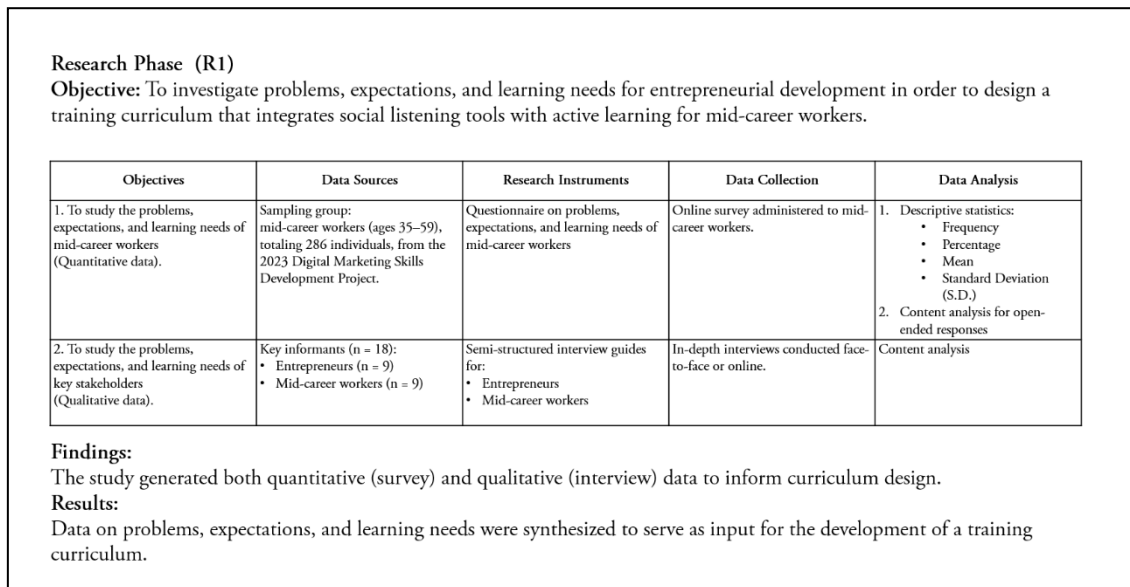 Research Phase (R1)
Objective: To investigate problems, expectations, and learning needs for entrepreneurial development in order to design a
training curriculum that integrates social listening tools with active learning for mid-career workers.
Objectives
Data Sources
Research Instruments
Data Collection
Data Analysis
1. To study the problems,
expectations, and learning needs of
mid-career workers
(Quantitative data).
Sampling group:
mid-career workers (ages 35–59),
totaling 286 individuals, from the
2023 Digital Marketing Skills
Development Project.
Questionnaire on problems,
expectations, and learning needs of
mid-career workers
Online survey administered to mid-
career workers.
1. Descriptive statistics:
• Frequency
• Percentage
• Mean
• Standard Deviation
(S.D.)
2. Content analysis for open-
ended responses
2. To study the problems,
expectations, and learning needs of
key stakeholders
(Qualitative data).
Key informants (n = 18):
• Entrepreneurs (n = 9)
• Mid-career workers (n = 9)
Semi-structured interview guides
for:
• Entrepreneurs
• Mid-career workers
In-depth interviews conducted face-
to-face or online.
Content analysis
Findings:
The study generated both quantitative (survey) and qualitative (interview) data to inform curriculum design.
Results:
Data on problems, expectations, and learning needs were synthesized to serve as input for the development of a training
curriculum.